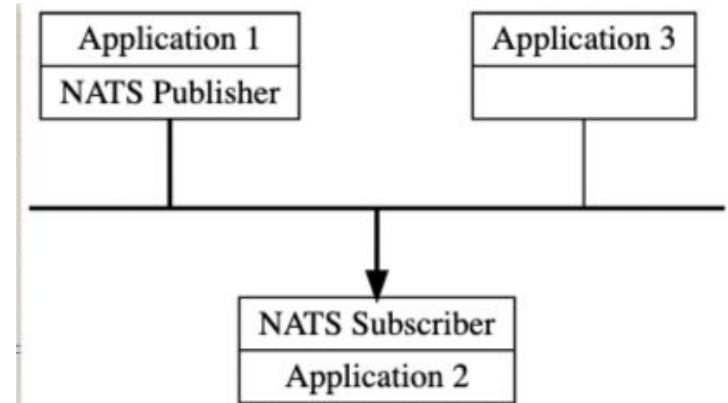 Application 1
NATS Publisher
Application 3
NATS Subscriber
Application 2